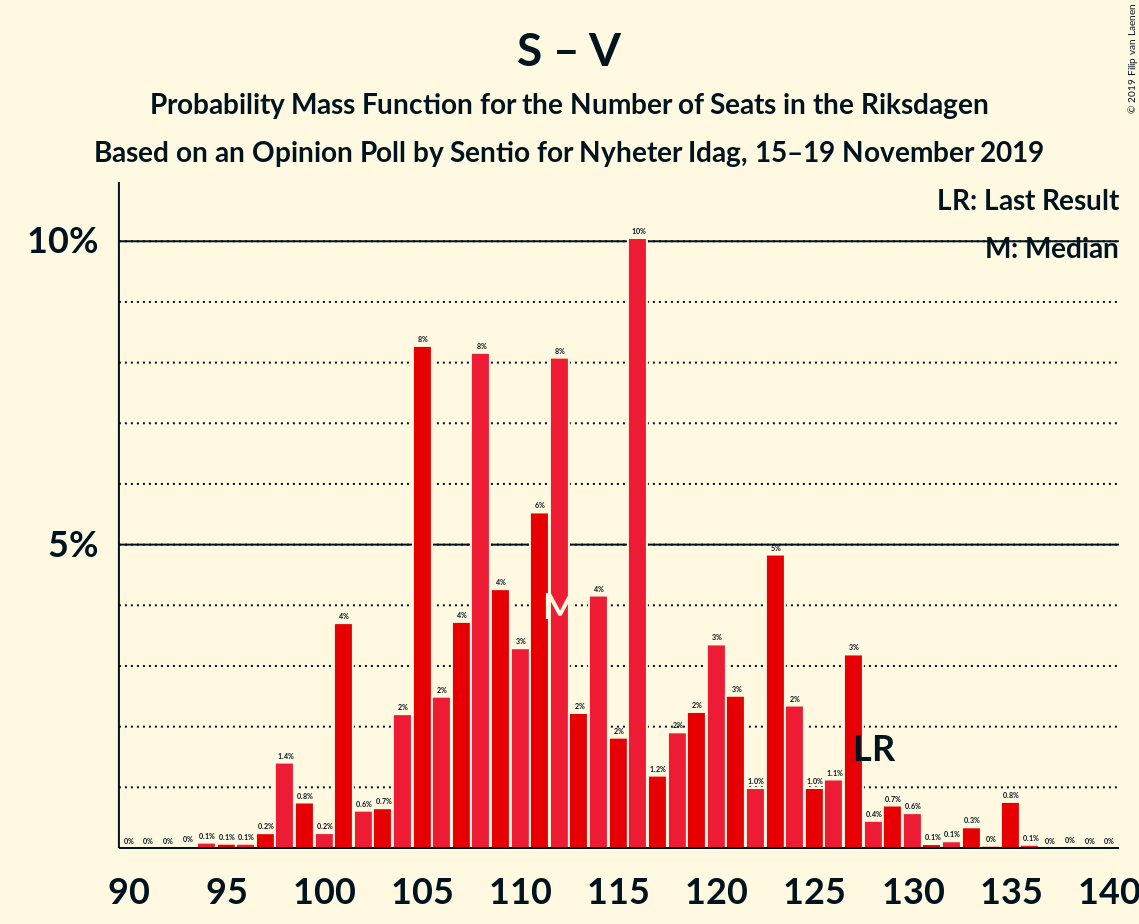 S – V
Probability Mass Function for the Number of Seats in the Riksdagen
Based on an Opinion Poll by Sentio for Nyheter Idag, 15–19 November 2019
© 2019 Filip van Laenen
LR: Last Result
M: Median
10%
5%
0% 0% 0% 0% 0.1% 0.1% 0.1% 0.2% 1.4% 0.8% 0.2% 4% 0.6% 0.7% 2% 8% 2% 4% 8% 4% 3% 6% 8% 2% 4% 2% 10% 1.2% 2% 2% 3% 3% 1.0% 5% 2% 1.0% 1.1% 3% 0.4% 0.7% 0.6% 0.1% 0.1% 0.3% 0% 0.8% 0.1% 0% 0% 0% 0%
M
LR
90 95 100 105 110 115 120 125 130 135 140